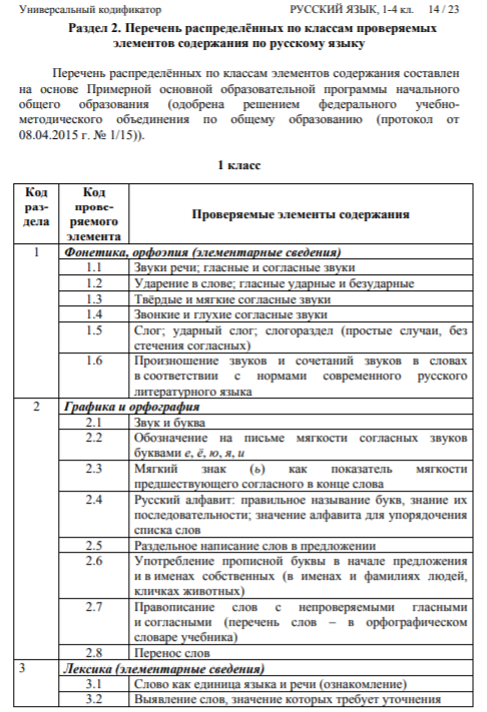 Универсальный кодификатор РУССКИЙ ЯЗЫК, 1-4 кл. 14 / 23
Раздел 2. Перечень распределённых по классам проверяемых
элементов содержания по русскому языку
Перечень распределённых по классам элементов содержания составлен
на основе Примерной основной образовательной программы начального
общего образования (одобрена решением федерального учебно-
методического объединения по общему образованию (протокол от
08.04.2015 г. № 1/15)).
1 класс
Код
раз-
дела
Код
прове-
ряемого
элемента
Проверяемые элементы содержания
1 Фонетика, орфоэпия (элементарные сведения)
1.1 Звуки речи; гласные и согласные звуки
1.2 Ударение в слове; гласные ударные и безударные
1.3 Твёрдые и мягкие согласные звуки
1.4 Звонкие и глухие согласные звуки
1.5 Слог; ударный слог; слогораздел (простые случаи, без
стечения согласных)
1.6 Произношение звуков и сочетаний звуков в словах
в соответствии с нормами современного русского
литературного языка
2 Графика и орфография
2.1 Звук и буква
2.2 Обозначение на письме мягкости согласных звуков
буквами е, ё, ю, я, и
2.3 Мягкий знак (ь) как показатель мягкости
предшествующего согласного в конце слова
2.4 Русский алфавит: правильное называние букв, знание их
последовательности; значение алфавита для упорядочения
списка слов
2.5 Раздельное написание слов в предложении
2.6 Употребление прописной буквы в начале предложения
и в именах собственных (в именах и фамилиях людей,
кличках животных)
2.7 Правописание слов с непроверяемыми гласными
и согласными (перечень слов – в орфографическом
словаре учебника)
2.8 Перенос слов
3 Лексика (элементарные сведения)
3.1 Слово как единица языка и речи (ознакомление)
3.2 Выявление слов, значение которых требует уточнения